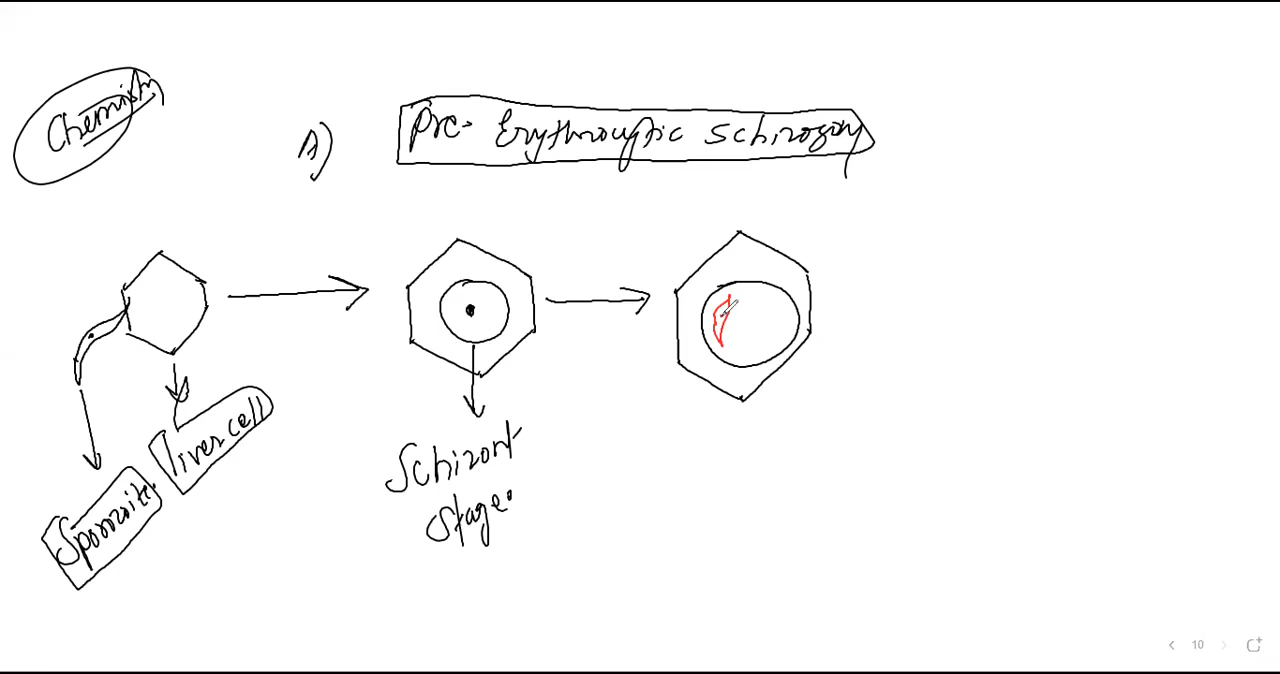 Chemistry
A)
Pre- Erythrocytic Schizogony
liver cell
Sporozoite
Schizont
stage.
10